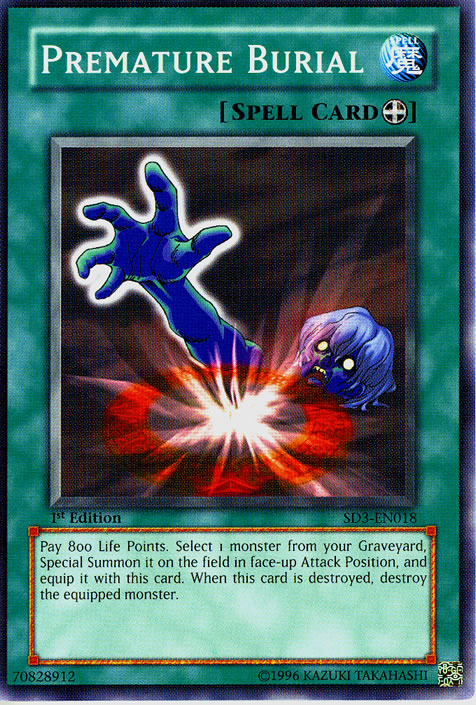 PREMATURE BURIAL
SPELL
魔
[SPELL CARD]
1st Edition
SD3-EN018
Pay 800 Life Points. Select 1 monster from your Graveyard,
Special Summon it on the field in face-up Attack Position, and
equip it with this card. When this card is destroyed, destroy
the equipped monster.
70828912
©1996 KAZUKI TAKAHASHI